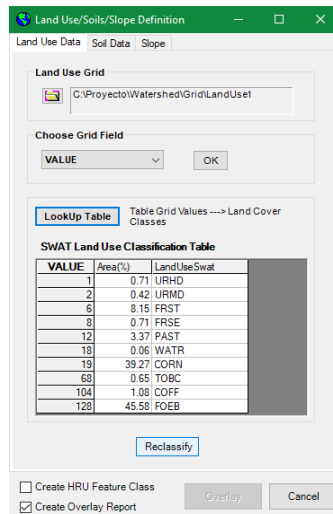 Land Use/Soils/Slope Definition
Land Use Data Soil Data Slope
Land Use Grid
C:\Proyecto\Watershed\Grid\LandUse1
Choose Grid Field
VALUE OK
LookUp Table Table Grid Values ---> Land Cover
Classes
SWAT Land Use Classification Table
VALUE Area(%) LandUseSwat
1 0.71 URHD
2 0.42 URMD
6 8.15 FRST
8 0.71 FRSE
12 3.37 PAST
18 0.06 WATR
19 39.27 CORN
68 0.65 TOBC
104 1.08 COFF
128 45.58 FOEB
Reclassify
Create HRU Feature Class
Create Overlay Report
Overlay Cancel